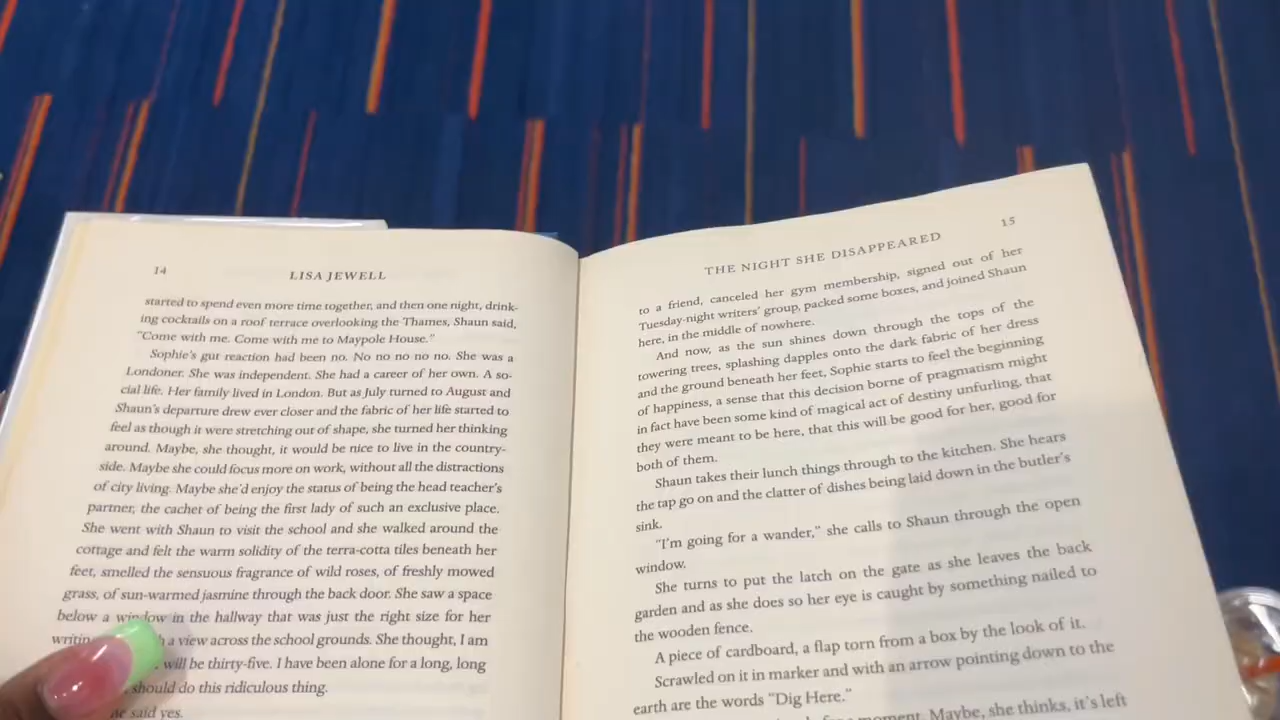 14
LISA JEWELL
started to spend even more time together, and then one night, drink-
ing cocktails on a roof terrace overlooking the Thames, Shaun said,
"Come with me. Come with me to Maypole House."
Sophie's gut reaction had been no. No no no no. She was a
Londoner. She was independent. She had a career of her own. A so-
cial life. Her family lived in London. But as July turned to August and
Shaun's departure drew ever closer and the fabric of her life started to
feel as though it were stretching out of shape, she turned her thinking
around. Maybe, she thought, it would be nice to live in the country-
side. Maybe she could focus more on work, without all the distractions
of city living. Maybe she'd enjoy the status of being the head teacher's
partner, the cachet of being the first lady of such an exclusive place.
She went with Shaun to visit the school and she walked around the
cottage and felt the warm solidity of the terra-cotta tiles beneath her
feet, smelled the sensuous fragrance of wild roses, of freshly mowed
grass, of sun-warmed jasmine through the back door. She saw a space
below a window in the hallway that was just the right size for her
a view across the school grounds. She thought, I am
will be thirty-five. I have been alone for a long, long
should do this ridiculous thing.
said yes.
THE NIGHT SHE DISAPPEARED
15
to a friend, canceled her gym membership, signed out of her
Tuesday-night writers' group, packed some boxes, and joined Shaun
here, in the middle of nowhere.
And now, as the sun shines down through the tops of the
towering trees, splashing dapples onto the dark fabric of her dress
and the ground beneath her feet, Sophie starts to feel the beginning
of happiness, a sense that this decision borne of pragmatism might
in fact have been some kind of magical act of destiny unfurling, that
they were meant to be here, that this will be good for her, good for
both of them.
Shaun takes their lunch things through to the kitchen. She hears
the tap go on and the clatter of dishes being laid down in the butler's
sink.
"I'm going for a wander," she calls to Shaun through the open
window.
She turns to put the latch on the gate as she leaves the back
garden and as she does so her eye is caught by something nailed to
the wooden fence.
A piece of cardboard, a flap torn from a box by the look of it.
Scrawled on it in marker and with an arrow pointing down to the
earth are the words "Dig Here."
moment. Maybe, she thinks, it's left